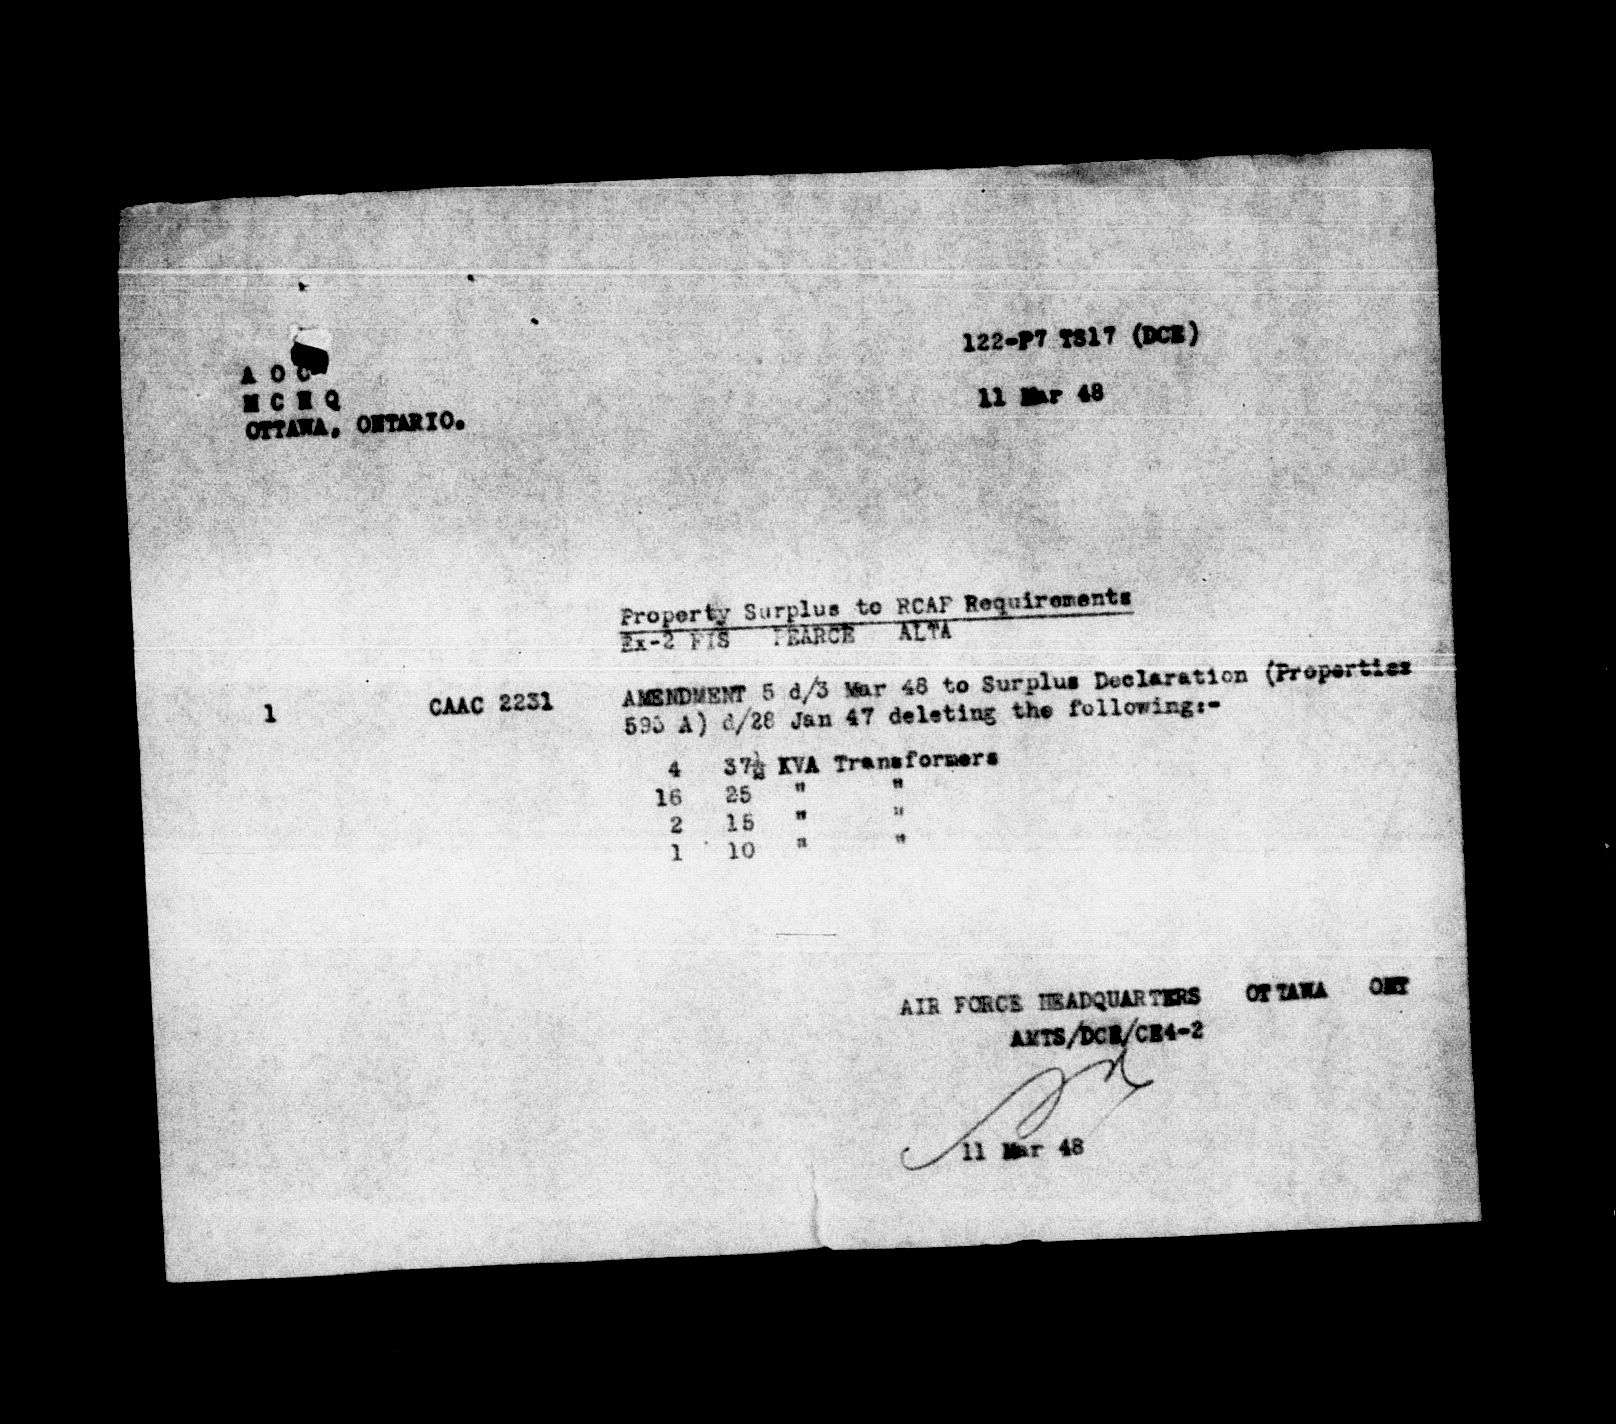 122-P7 TS17 (DCE)
11 Mar 48
A O C
M C H Q
OTTAWA, ONTARIO.
Property Surplus to RCAF Requirements
Ex-2 FIS PEARCE ALTA
1 CAAC 2231 AMENDMENT 5 d/3 Mar 48 to Surplus Declaration (Properties
593 A) d/28 Jan 47 deleting the following:-
4 37½ KVA Transformers
16 25 " "
2 15 " "
1 10 " "
AIR FORCE HEADQUARTERS OTTAWA ONT
AMTS/DCE/CE4-2
11 Mar 48